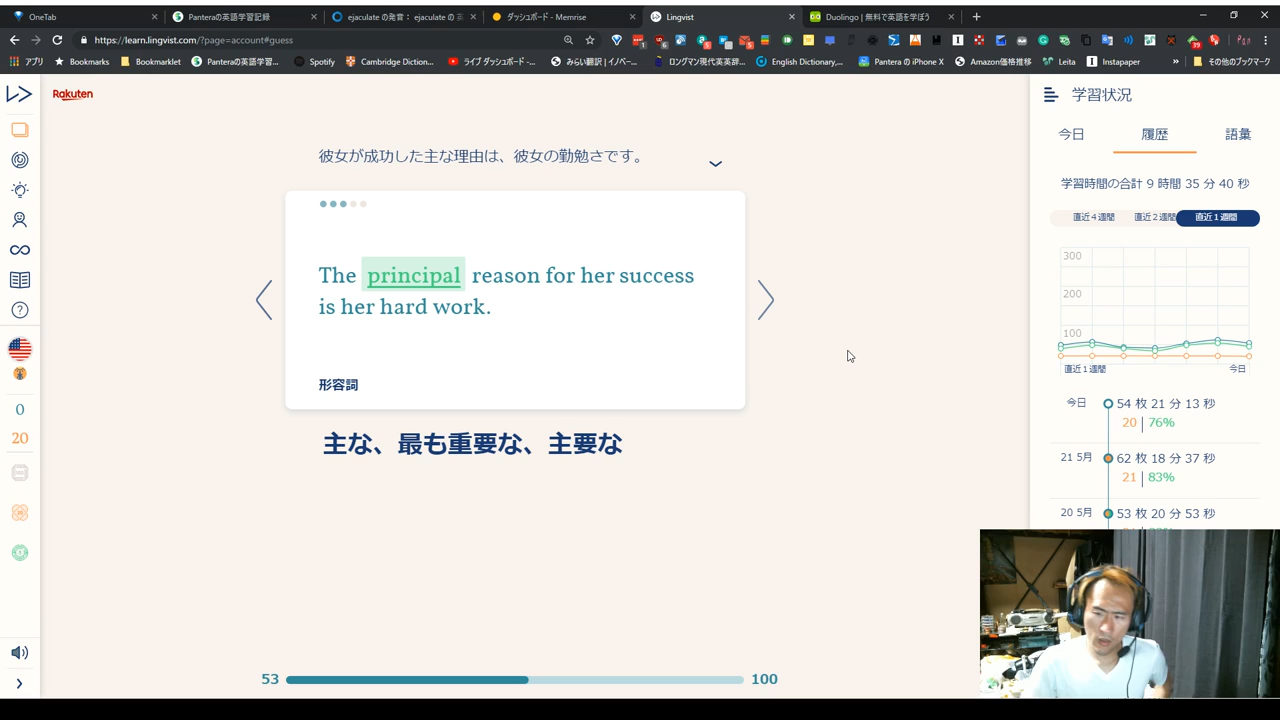 OneTab
Panteraの英語学習記録
ejaculate の発音： ejaculate の 英
ダッシュボード - Memrise
Lingvist
Duolingo | 無料で英語を学ぼう
https://learn.lingvist.com/?page=account#guess
アプリ
Bookmarks
Bookmarklet
Panteraの英語学習...
Spotify
Cambridge Diction...
ライブ ダッシュボード -...
みらい翻訳 | イノベー...
ロングマン現代英英辞...
English Dictionary,...
Pantera の iPhone X
Amazon価格推移
Leita
Instapaper
その他のブックマーク
Rakuten
彼女が成功した主な理由は、彼女の勤勉さです。
The principal reason for her success
is her hard work.
形容詞
主な、最も重要な、主要な
53
100
0
20
学習状況
今日
履歴
語彙
学習時間の合計 9 時間 35 分 40 秒
直近４週間
直近２週間
直近１週間
300
200
100
直近１週間
今日
今日
54 枚 21 分 13 秒
20 | 76%
21 5月
62 枚 18 分 37 秒
21 | 83%
20 5月
53 枚 20 分 53 秒